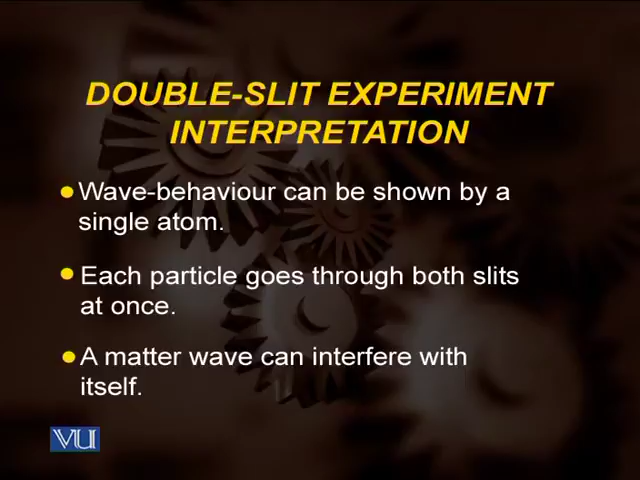 DOUBLE-SLIT EXPERIMENT
INTERPRETATION
• Wave-behaviour can be shown by a
single atom.
• Each particle goes through both slits
at once.
• A matter wave can interfere with
itself.
VU